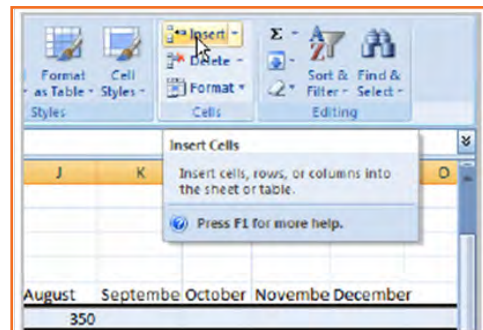 Insert
Delete
Format
Format as Table
Cell Styles
Sort & Filter
Find & Select
Styles
Cells
Editing
Insert Cells
Insert cells, rows, or columns into
the sheet or table.
Press F1 for more help.
J K O
August Septembe October Novembe December
350